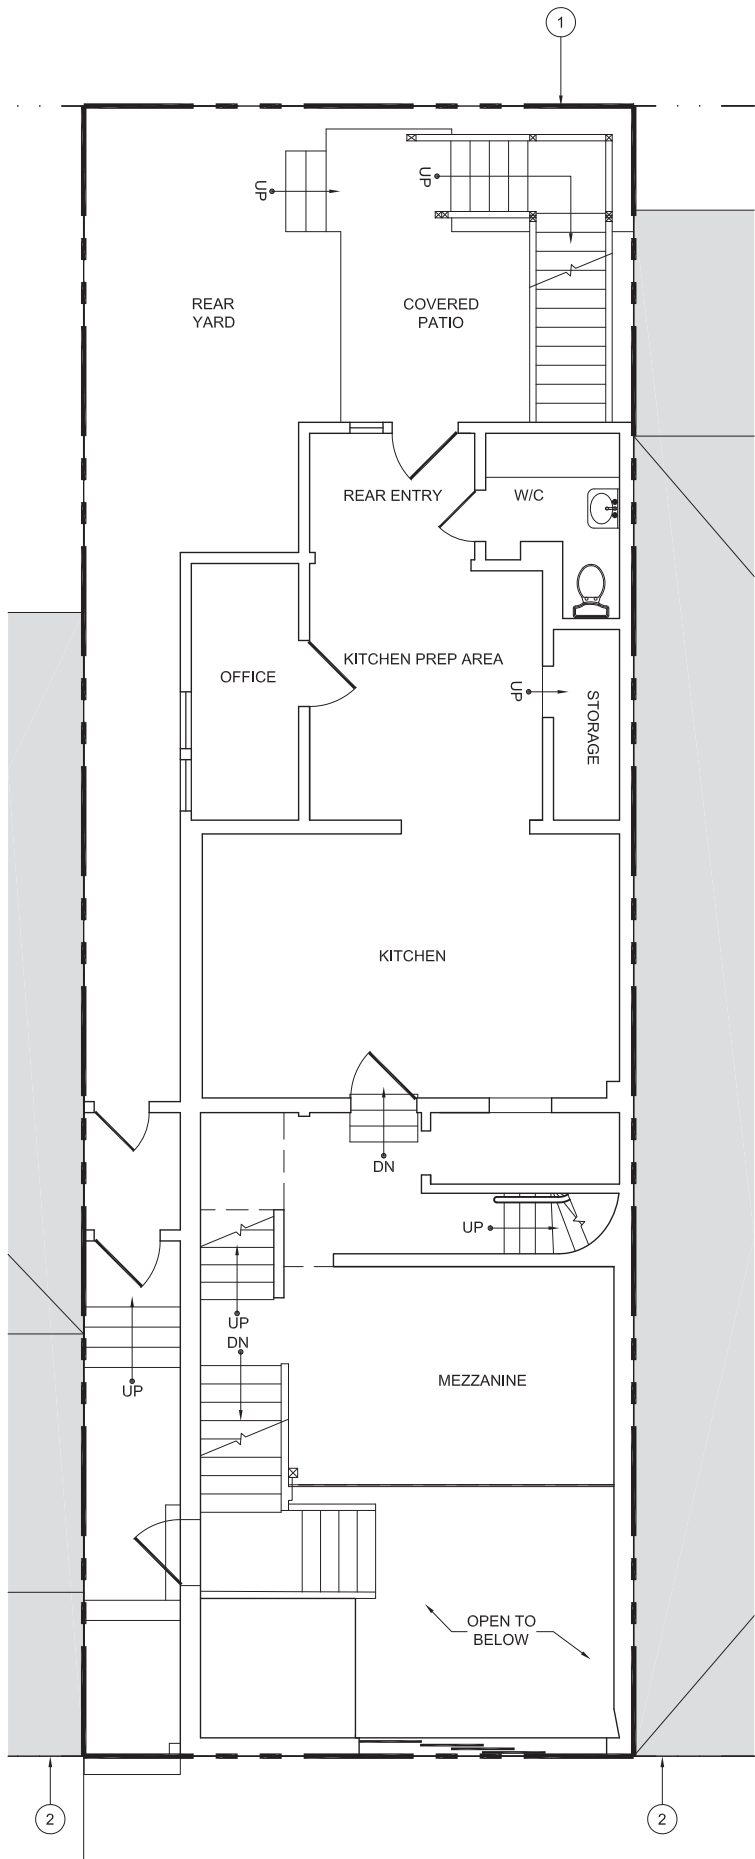 1
UP
UP
REAR
YARD
COVERED
PATIO
REAR ENTRY
W/C
OFFICE
KITCHEN PREP AREA
UP
STORAGE
KITCHEN
DN
UP
UP
DN
UP
MEZZANINE
OPEN TO
BELOW
2
2